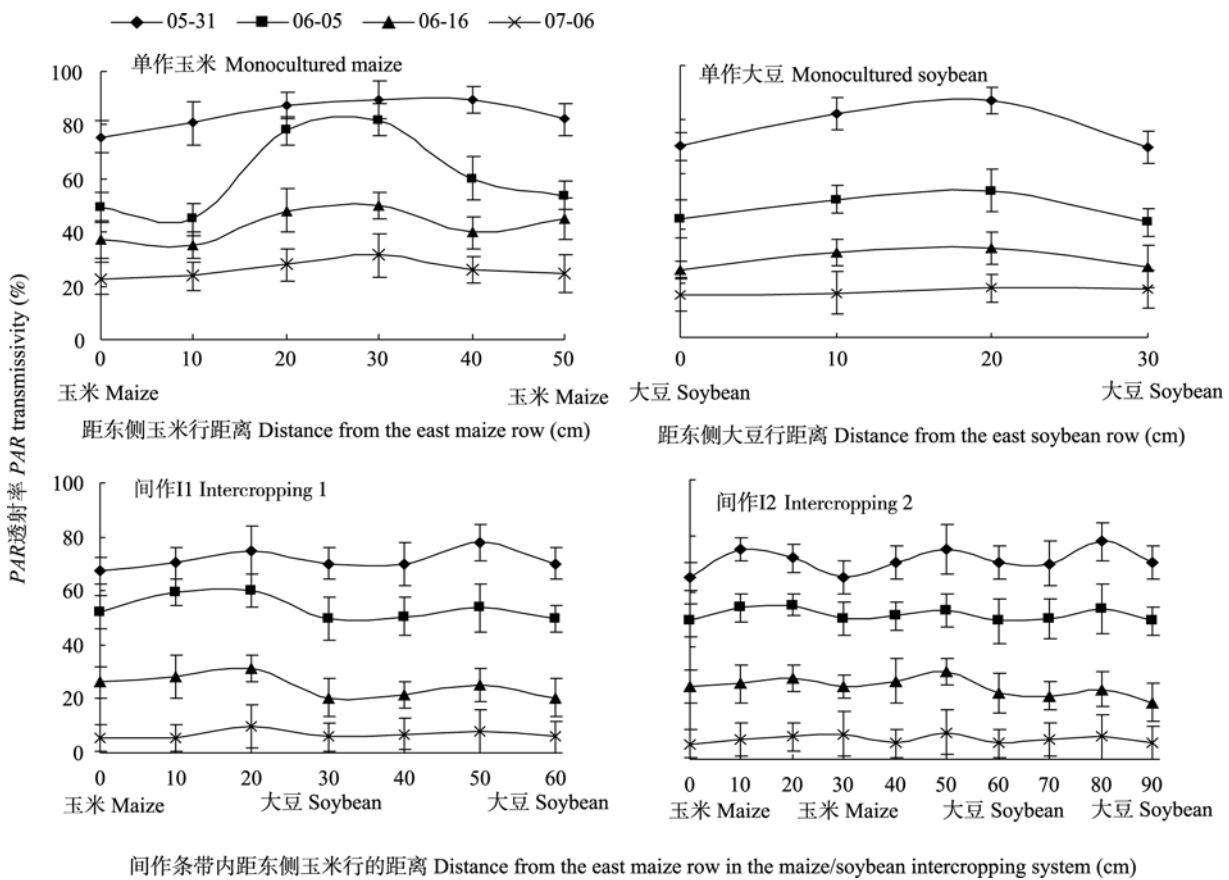 05-31 06-05 06-16 07-06
单作玉米 Monocultured maize
100
80
60
40
20
0
0 10 20 30 40 50
玉米 Maize 玉米 Maize
距东侧玉米行距离 Distance from the east maize row (cm)
单作大豆 Monocultured soybean
0 10 20 30
大豆 Soybean 大豆 Soybean
距东侧大豆行距离 Distance from the east soybean row (cm)
PAR透射率 PAR transmissivity (%)
间作I1 Intercropping 1
100
80
60
40
20
0
0 10 20 30 40 50 60
玉米 Maize 大豆 Soybean 大豆 Soybean
间作I2 Intercropping 2
0 10 20 30 40 50 60 70 80 90
玉米 Maize 玉米 Maize 大豆 Soybean 大豆 Soybean
间作条带内距东侧玉米行的距离 Distance from the east maize row in the maize/soybean intercropping system (cm)